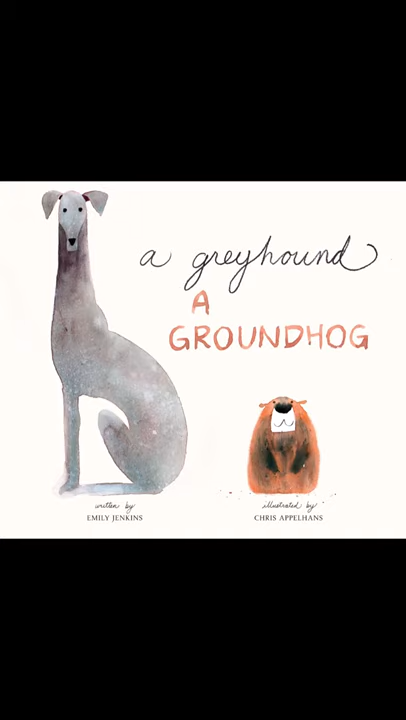 a greyhound
A
GROUNDHOG
written by
EMILY JENKINS
illustrated by
CHRIS APPELHANS